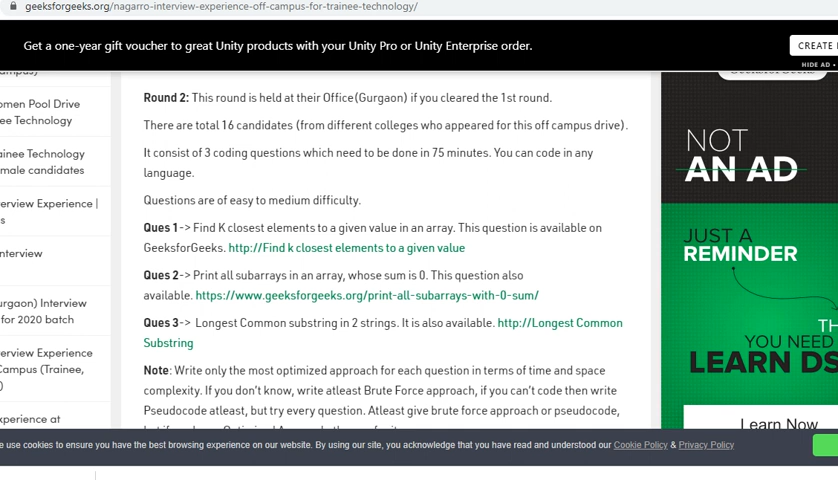 geeksforgeeks.org/nagarro-interview-experience-off-campus-for-trainee-technology/
Get a one-year gift voucher to great Unity products with your Unity Pro or Unity Enterprise order.
CREATE
HIDE AD •
omen Pool Drive
ee Technology
ainee Technology
male candidates
erview Experience |
s
nterview
urgaon) Interview
for 2020 batch
erview Experience
Campus (Trainee,
)
xperience at
Round 2: This round is held at their Office(Gurgaon) if you cleared the 1st round.
There are total 16 candidates (from different colleges who appeared for this off campus drive).
It consist of 3 coding questions which need to be done in 75 minutes. You can code in any
language.
Questions are of easy to medium difficulty.
Ques 1-> Find K closest elements to a given value in an array. This question is available on
GeeksforGeeks. http://Find k closest elements to a given value
Ques 2-> Print all subarrays in an array, whose sum is 0. This question also
available. https://www.geeksforgeeks.org/print-all-subarrays-with-0-sum/
Ques 3-> Longest Common substring in 2 strings. It is also available. http://Longest Common
Substring
Note: Write only the most optimized approach for each question in terms of time and space
complexity. If you don't know, write atleast Brute Force approach, if you can't code then write
Pseudocode atleast, but try every question. Atleast give brute force approach or pseudocode,
NOT
AN AD
JUST A
REMINDER
TH
YOU NEED
LEARN DS
Learn Now
e use cookies to ensure you have the best browsing experience on our website. By using our site, you acknowledge that you have read and understood our Cookie Policy & Privacy Policy